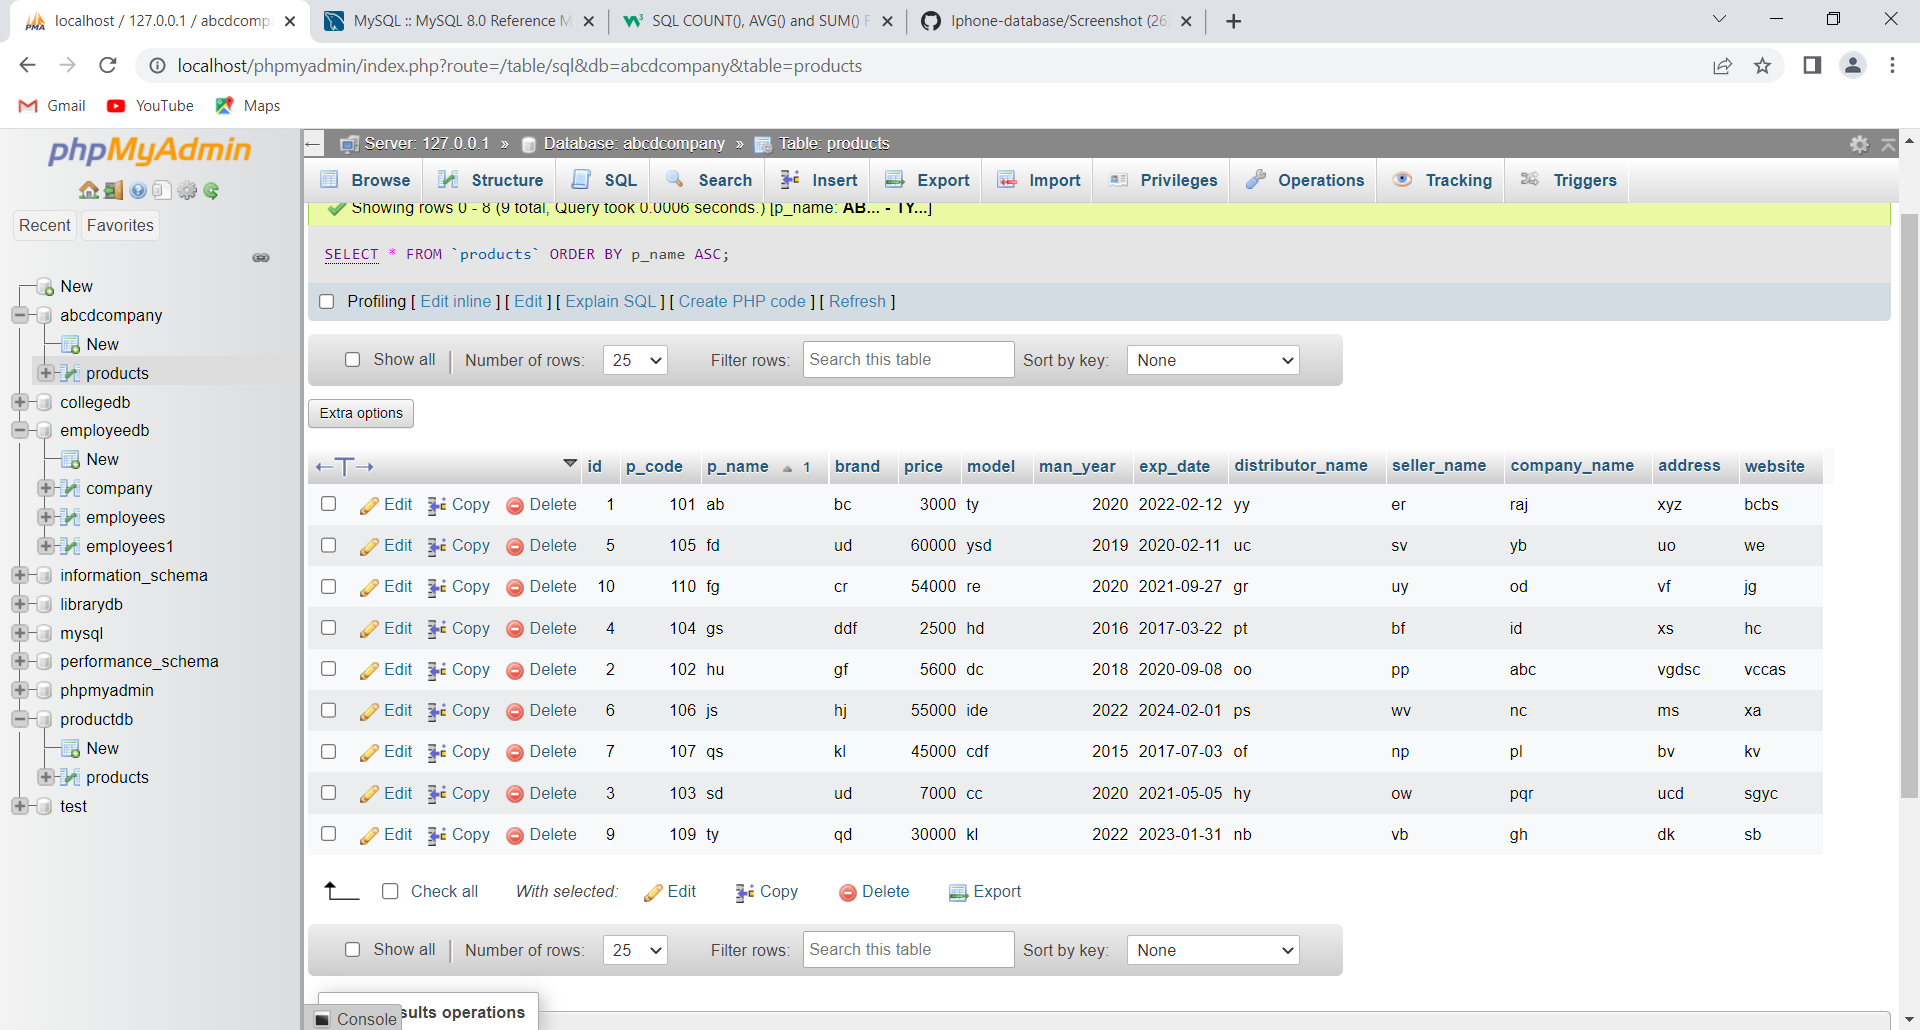 localhost / 127.0.0.1 / abcdcomp
MySQL :: MySQL 8.0 Reference M
SQL COUNT(), AVG() and SUM() F
Iphone-database/Screenshot (26
localhost/phpmyadmin/index.php?route=/table/sql&db=abcdcompany&table=products
Gmail YouTube Maps
phpMyAdmin
Recent Favorites
New
abcdcompany
New
products
collegedb
employeedb
New
company
employees
employees1
information_schema
librarydb
mysql
performance_schema
phpmyadmin
productdb
New
products
test
Server: 127.0.0.1 » Database: abcdcompany » Table: products
Browse Structure SQL Search Insert Export Import Privileges Operations Tracking Triggers
Showing rows 0 - 8 (9 total, Query took 0.0006 seconds.) [p_name: AB... - TY...]
SELECT * FROM `products` ORDER BY p_name ASC;
Profiling [ Edit inline ] [ Edit ] [ Explain SQL ] [ Create PHP code ] [ Refresh ]
Show all Number of rows: 25 Filter rows: Search this table Sort by key: None
Extra options
id p_code p_name 1 brand price model man_year exp_date distributor_name seller_name company_name address website
Edit Copy Delete 1 101 ab bc 3000 ty 2020 2022-02-12 yy er raj xyz bcbs
Edit Copy Delete 5 105 fd ud 60000 ysd 2019 2020-02-11 uc sv yb uo we
Edit Copy Delete 10 110 fg cr 54000 re 2020 2021-09-27 gr uy od vf jg
Edit Copy Delete 4 104 gs ddf 2500 hd 2016 2017-03-22 pt bf id xs hc
Edit Copy Delete 2 102 hu gf 5600 dc 2018 2020-09-08 oo pp abc vgdsc vccas
Edit Copy Delete 6 106 js hj 55000 ide 2022 2024-02-01 ps wv nc ms xa
Edit Copy Delete 7 107 qs kl 45000 cdf 2015 2017-07-03 of np pl bv kv
Edit Copy Delete 3 103 sd ud 7000 cc 2020 2021-05-05 hy ow pqr ucd sgyc
Edit Copy Delete 9 109 ty qd 30000 kl 2022 2023-01-31 nb vb gh dk sb
Check all With selected: Edit Copy Delete Export
Show all Number of rows: 25 Filter rows: Search this table Sort by key: None
sults operations
Console